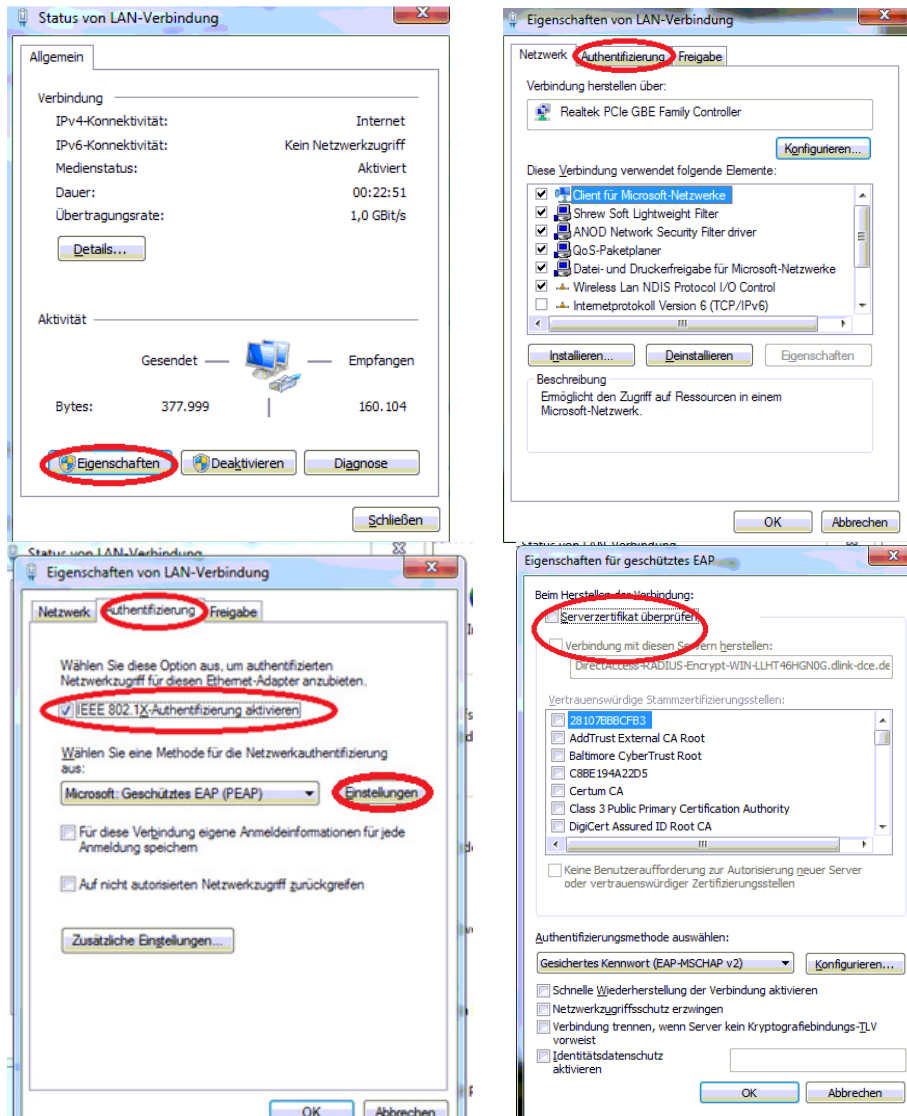 Status von LAN-Verbindung
Allgemein
Verbindung
IPv4-Konnektivität: Internet
IPv6-Konnektivität: Kein Netzwerkzugriff
Medienstatus: Aktiviert
Dauer: 00:22:51
Übertragungsrate: 1,0 GBit/s
Details...
Aktivität
Gesendet — — Empfangen
Bytes: 377.999 160.104
Eigenschaften Deaktivieren Diagnose
Schließen
Eigenschaften von LAN-Verbindung
Netzwerk Authentifizierung Freigabe
Verbindung herstellen über:
Realtek PCIe GBE Family Controller
Konfigurieren...
Diese Verbindung verwendet folgende Elemente:
Client für Microsoft-Netzwerke
Shrew Soft Lightweight Filter
ANOD Network Security Filter driver
QoS-Paketplaner
Datei- und Druckerfreigabe für Microsoft-Netzwerke
Wireless Lan NDIS Protocol I/O Control
Internetprotokoll Version 6 (TCP/IPv6)
Installieren... Deinstallieren Eigenschaften
Beschreibung
Ermöglicht den Zugriff auf Ressourcen in einem
Microsoft-Netzwerk.
OK Abbrechen
Status von LAN-Verbindung
Eigenschaften von LAN-Verbindung
Netzwerk Authentifizierung Freigabe
Wählen Sie diese Option aus, um authentifizierten
Netzwerkzugriff für diesen Ethernet-Adapter anzubieten.
IEEE 802.1X-Authentifizierung aktivieren
Wählen Sie eine Methode für die Netzwerkauthentifizierung
aus:
Microsoft: Geschütztes EAP (PEAP) Einstellungen
Für diese Verbindung eigene Anmeldeinformationen für jede
Anmeldung speichern
Auf nicht autorisierten Netzwerkzugriff zurückgreifen
Zusätzliche Einstellungen...
OK Abbrechen
Eigenschaften für geschütztes EAP
Beim Herstellen der Verbindung:
Serverzertifikat überprüfen
Verbindung mit diesen Servern herstellen:
DirectAccess-RADIUS-Encrypt-WIN-LLHT46HGN0G.dlink-dce.de
Vertrauenswürdige Stammzertifizierungsstellen:
28107BBBCFB3
AddTrust External CA Root
Baltimore CyberTrust Root
C8BE194A22D5
Certum CA
Class 3 Public Primary Certification Authority
DigiCert Assured ID Root CA
Keine Benutzeraufforderung zur Autorisierung neuer Server
oder vertrauenswürdiger Zertifizierungsstellen
Authentifizierungsmethode auswählen:
Gesichertes Kennwort (EAP-MSCHAP v2) Konfigurieren...
Schnelle Wiederherstellung der Verbindung aktivieren
Netzwerkzugriffsschutz erzwingen
Verbindung trennen, wenn Server kein Kryptografiebindungs-TLV
vorweist
Identitätsdatenschutz
aktivieren
OK Abbrechen